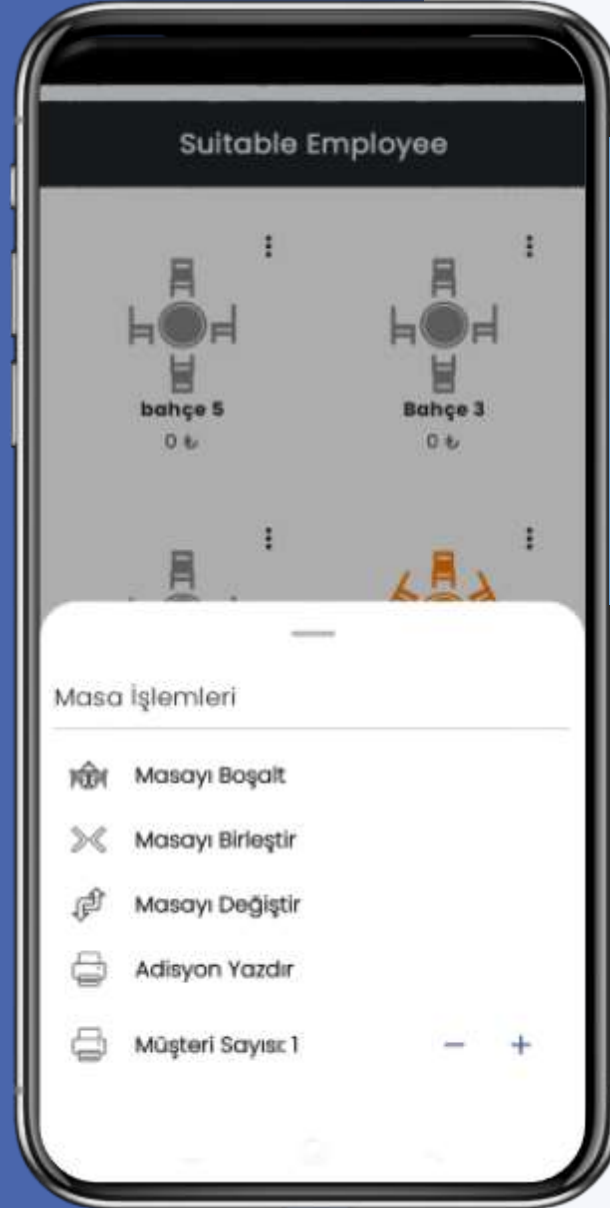 Suitable Employee
bahçe 5
Bahçe 3
0 ₺
0 ₺
Masa İşlemleri
Masayı Boşalt
Masayı Birleştir
Masayı Değiştir
Adisyon Yazdır
Müşteri Sayısı: 1